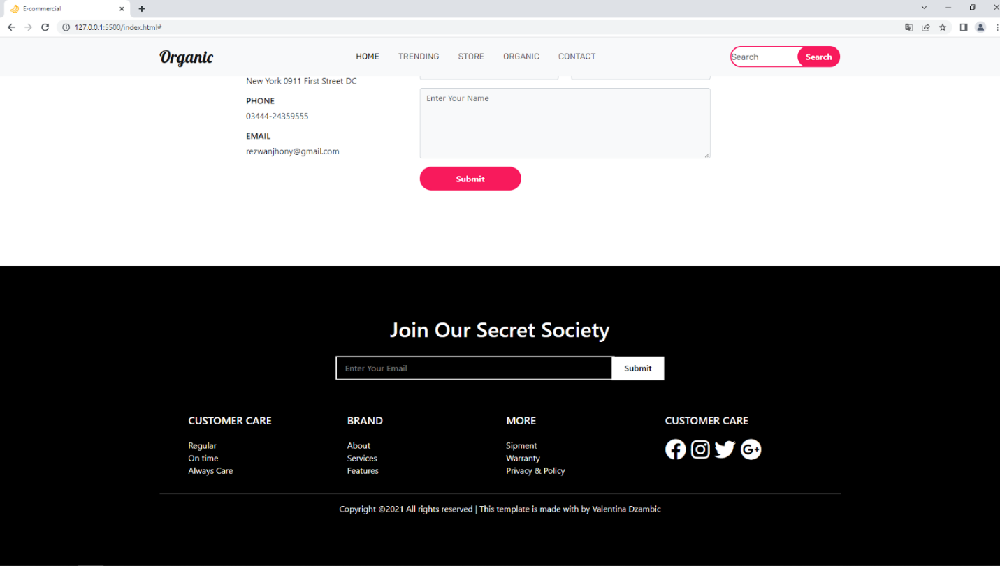 E-commercial
127.0.0.1:5500/index.html#
Organic
HOME TRENDING STORE ORGANIC CONTACT
Search Search
New York 0911 First Street DC
PHONE
03444-24359555
EMAIL
rezwanjhony@gmail.com
Enter Your Name
Submit
Join Our Secret Society
Enter Your Email Submit
CUSTOMER CARE
Regular
On time
Always Care
BRAND
About
Services
Features
MORE
Sipment
Warranty
Privacy & Policy
CUSTOMER CARE
G+
Copyright ©2021 All rights reserved | This template is made with by Valentina Dzambic